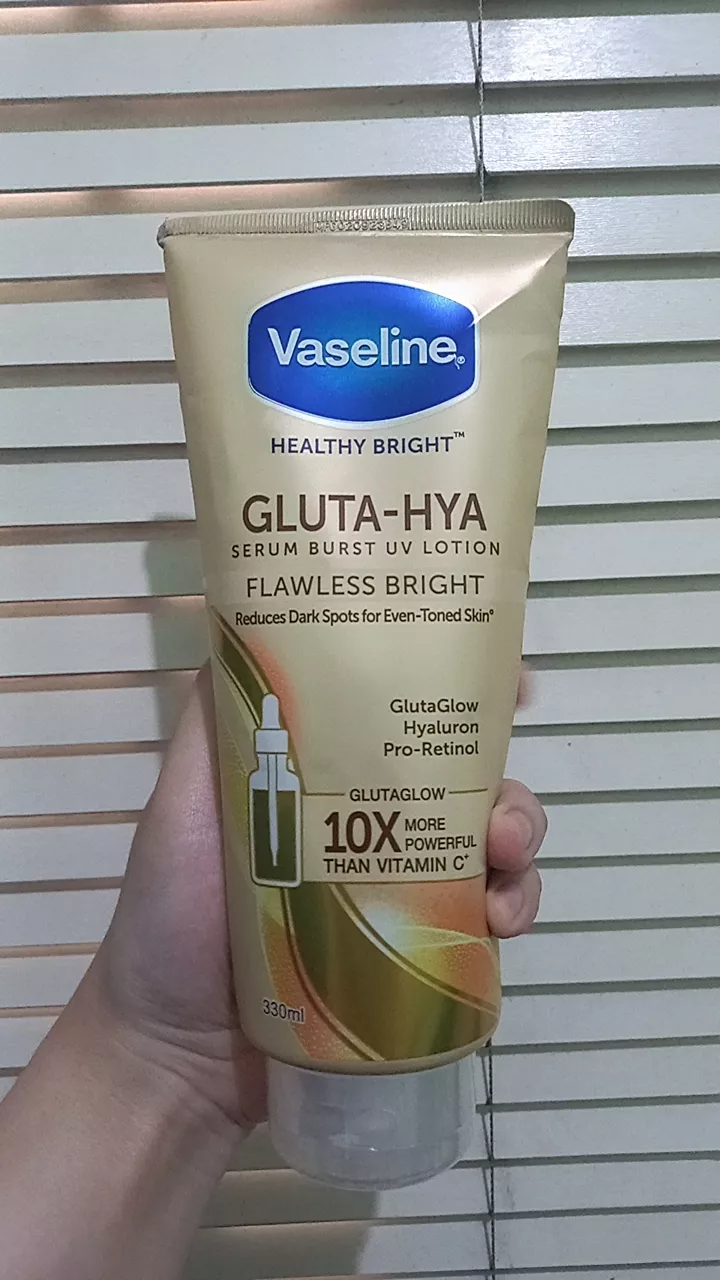 Vaseline®
HEALTHY BRIGHT™
GLUTA-HYA
SERUM BURST UV LOTION
FLAWLESS BRIGHT
Reduces Dark Spots for Even-Toned Skin°
GlutaGlow
Hyaluron
Pro-Retinol
GLUTAGLOW
10X MORE POWERFUL
THAN VITAMIN C⁺
330ml